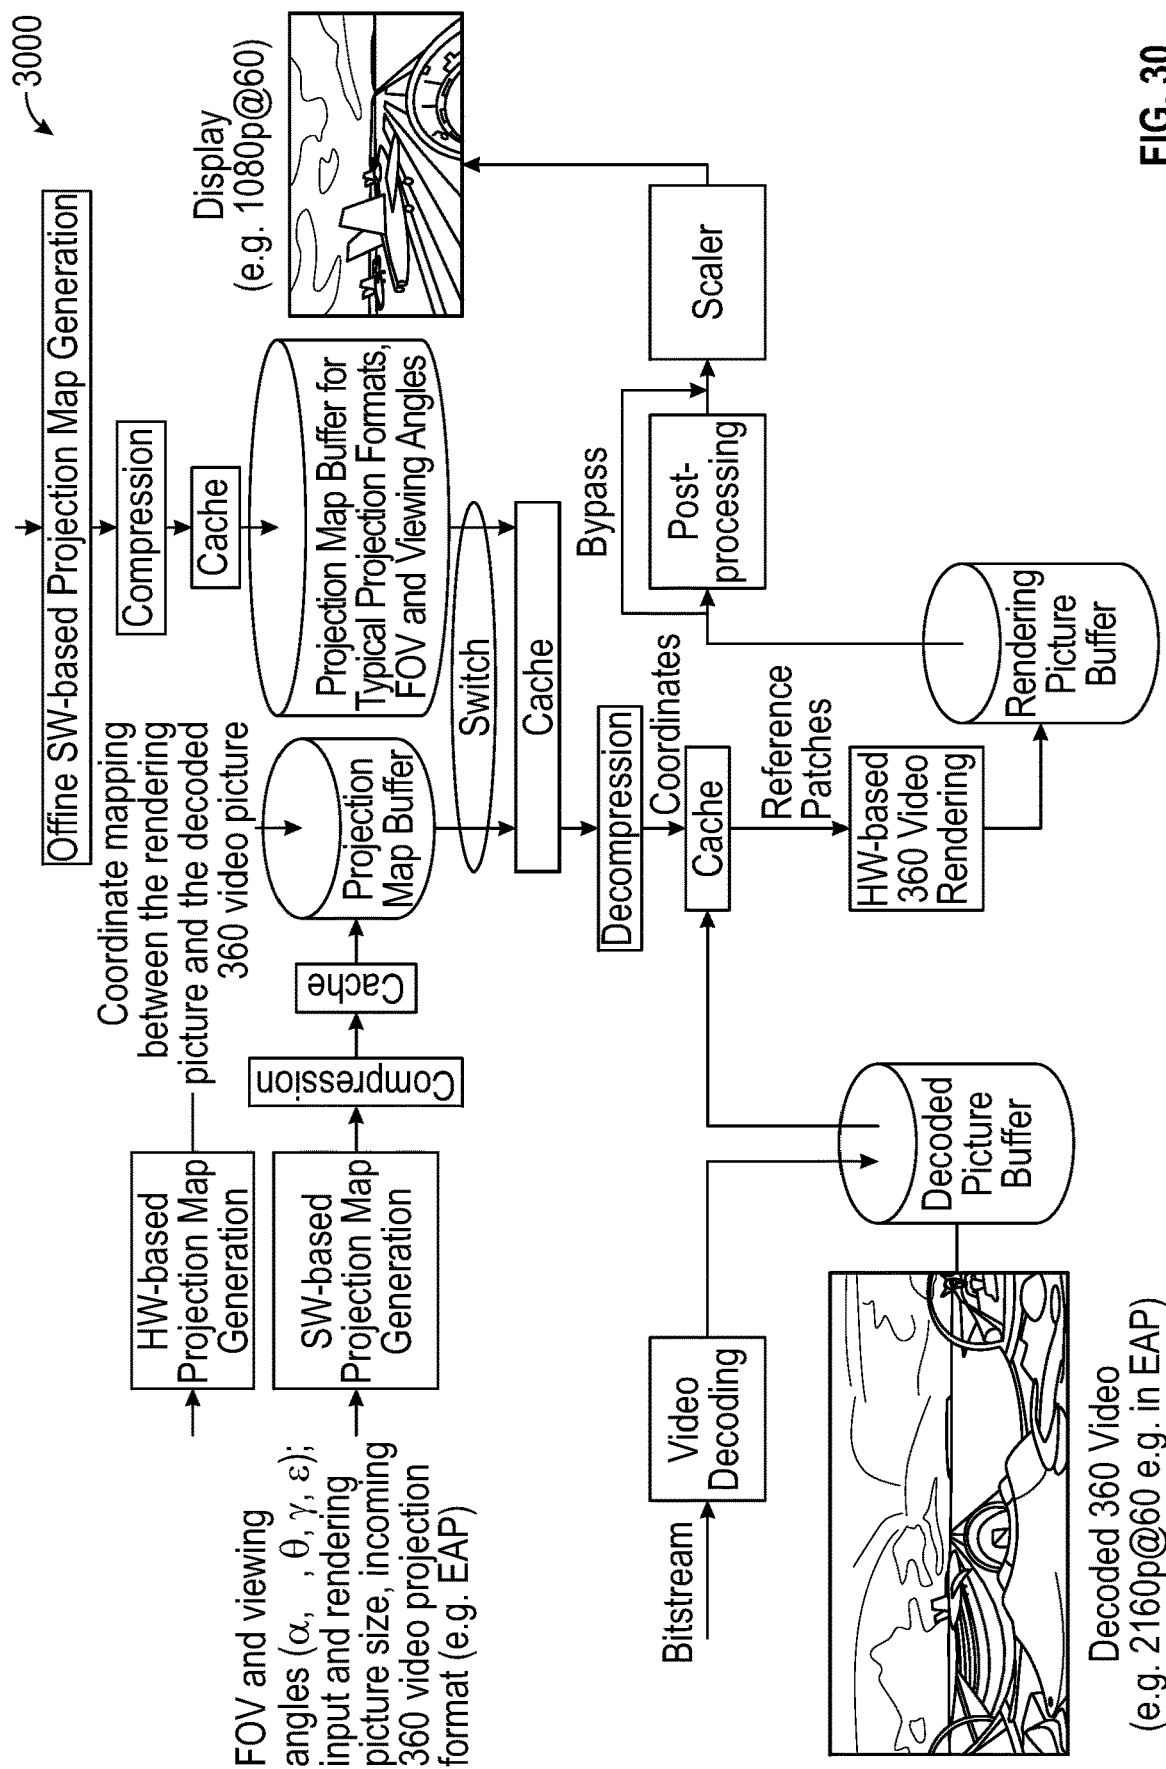 3000
Offline SW-based Projection Map Generation
Compression
Cache
Projection Map Buffer for
Typical Projection Formats,
FOV and Viewing Angles
Display
(e.g. 1080p@60)
HW-based
Projection Map
Generation
Coordinate mapping
between the rendering
picture and the decoded
360 video picture
FOV and viewing
angles (α, , θ, γ, ε);
input and rendering
picture size, incoming
360 video projection
format (e.g. EAP)
SW-based
Projection Map
Generation
Compression
Cache
Projection
Map Buffer
Switch
Cache
Decompression
Coordinates
Cache
Reference
Patches
HW-based
360 Video
Rendering
Rendering
Picture
Buffer
Bypass
Post-
processing
Scaler
Bitstream
Video
Decoding
Decoded
Picture
Buffer
Decoded 360 Video
(e.g. 2160p@60 e.g. in EAP)
FIG. 30